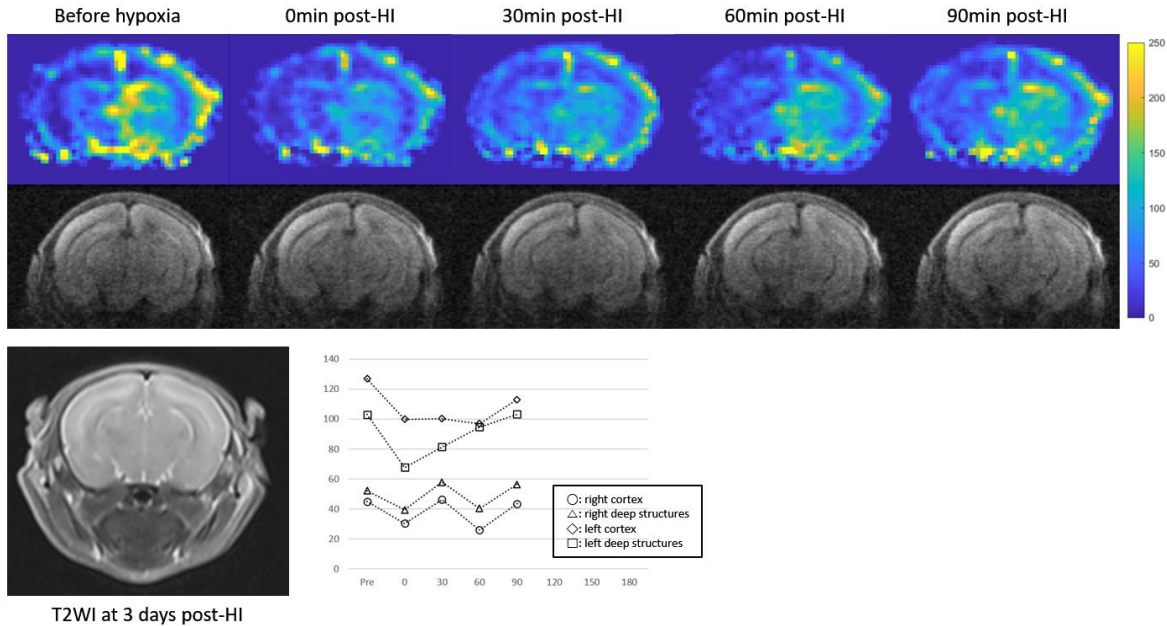 Before hypoxia 0min post-HI 30min post-HI 60min post-HI 90min post-HI
250
200
150
100
50
0
140
120
100
80
60
40
20
0
Pre 0 30 60 90 120 150 180
○: right cortex
△: right deep structures
◇: left cortex
□: left deep structures
T2WI at 3 days post-HI